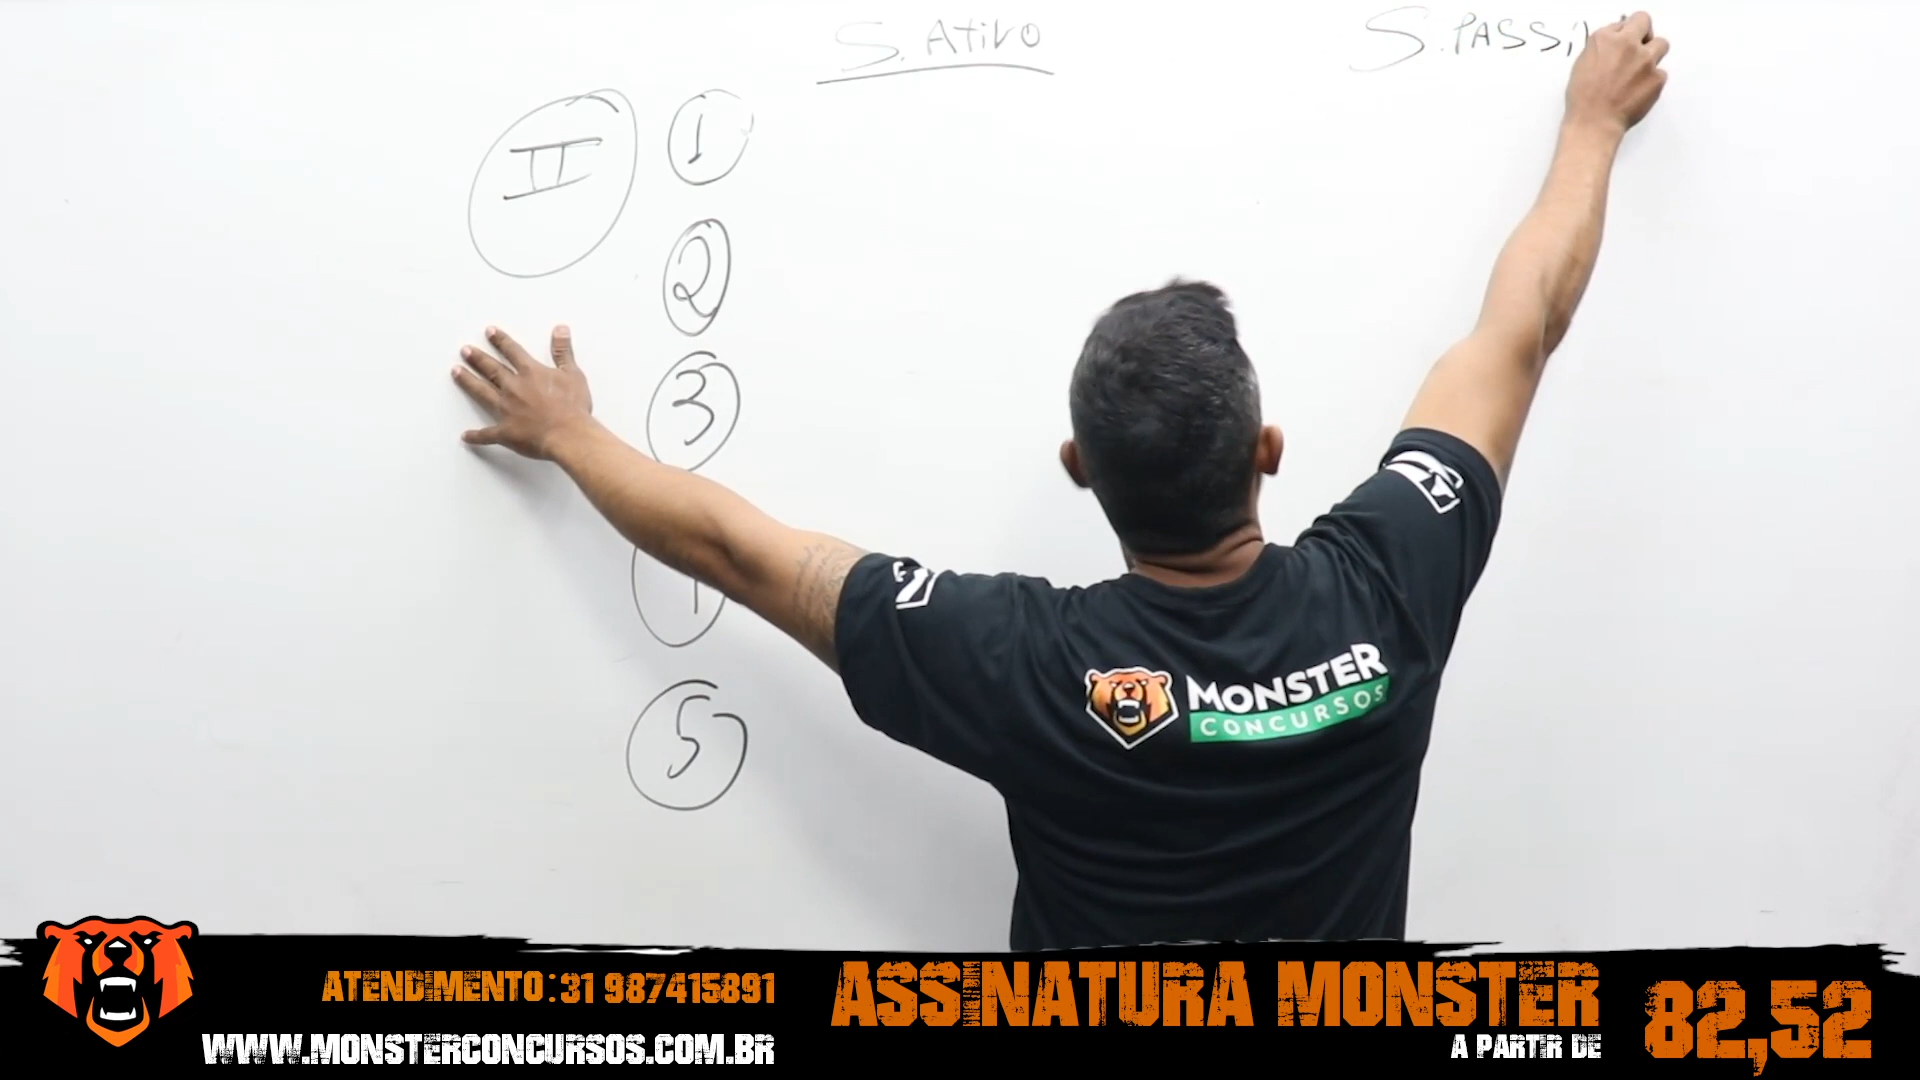 S. Ativo
S. PASSIV
II
1
2
3
5
MONSTER
CONCURSOS
ATENDIMENTO: 31 987415891
WWW.MONSTERCONCURSOS.COM.BR
ASSINATURA MONSTER
A PARTIR DE
82,52